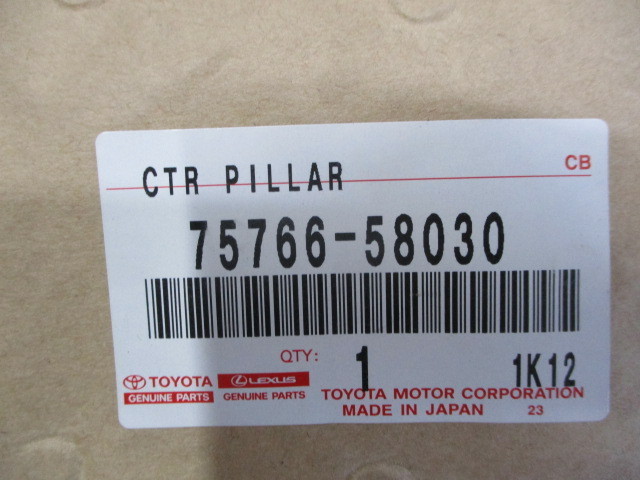 CTR PILLAR CB
75766-58030
QTY: 1 1K12
TOYOTA LEXUS
GENUINE PARTS GENUINE PARTS TOYOTA MOTOR CORPORATION
MADE IN JAPAN 23